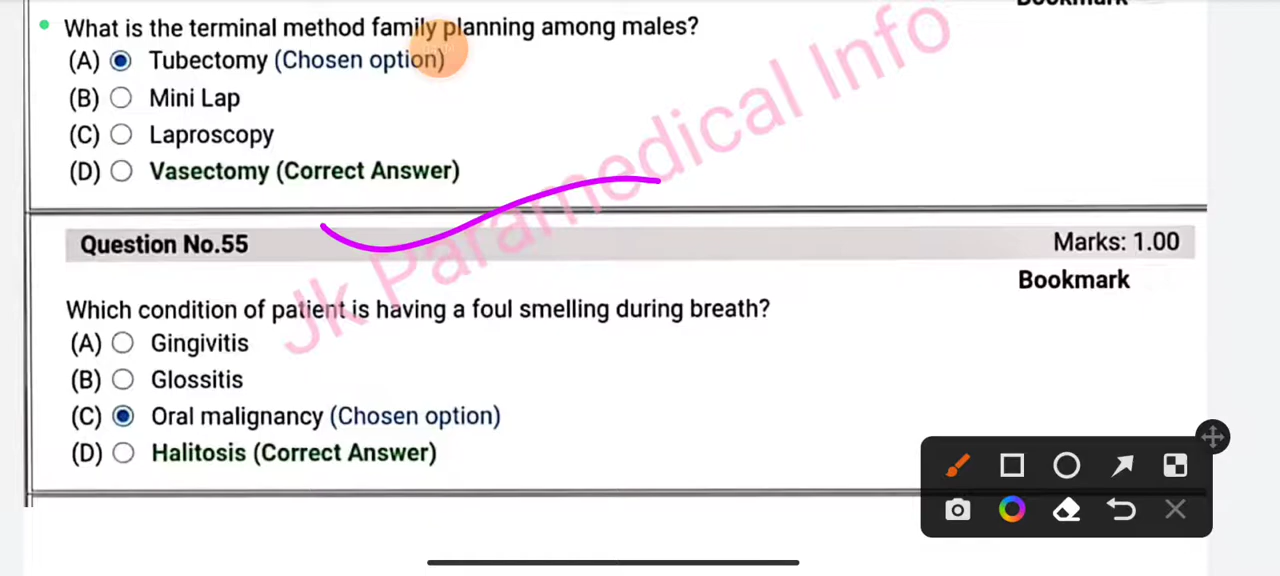 What is the terminal method family planning among males?
(A) Tubectomy (Chosen option)
(B) Mini Lap
(C) Laproscopy
(D) Vasectomy (Correct Answer)
Jk Paramedical Info
Question No.55 Marks: 1.00
Bookmark
Which condition of patient is having a foul smelling during breath?
(A) Gingivitis
(B) Glossitis
(C) Oral malignancy (Chosen option)
(D) Halitosis (Correct Answer)